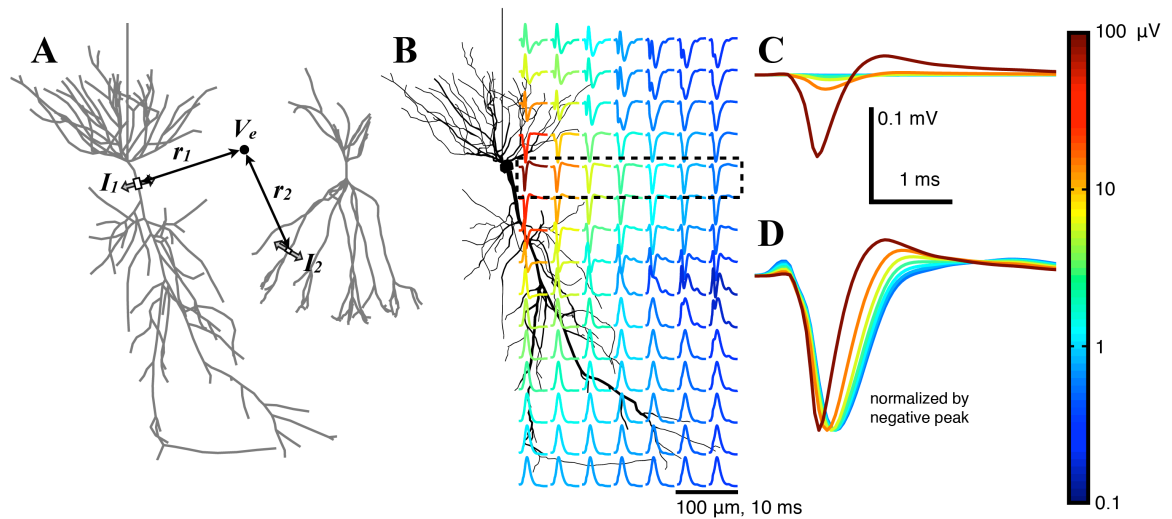 A
B
C
D
V_e
r_1
I_1
r_2
I_2
100 μm, 10 ms
0.1 mV
1 ms
normalized by
negative peak
100 μV
10
1
0.1